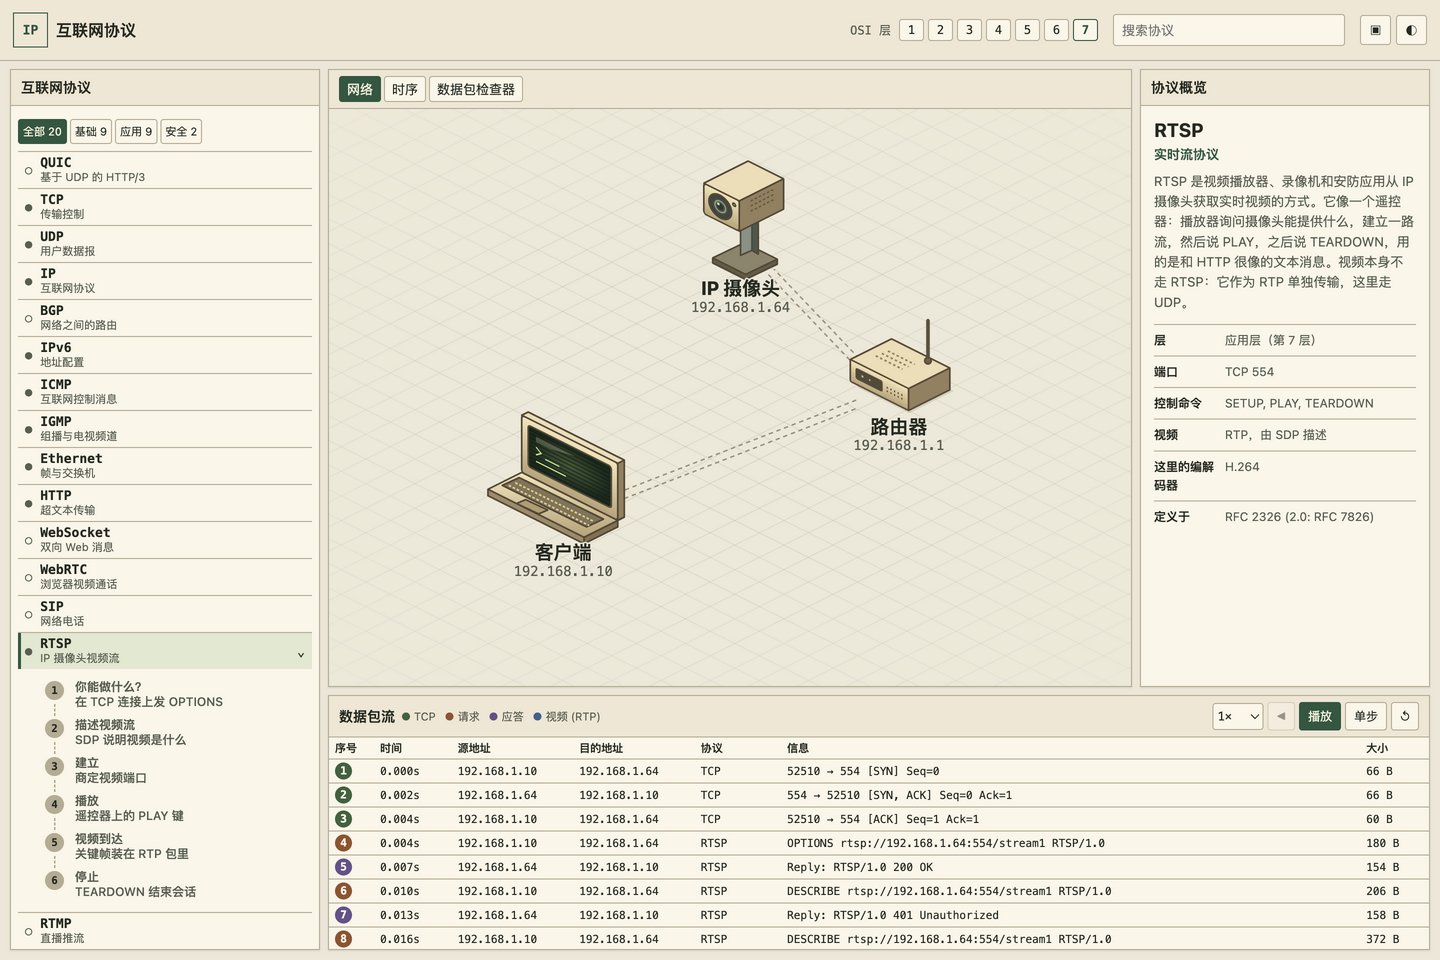 IP 互联网协议
OSI 层 1 2 3 4 5 6 7 搜索协议
互联网协议
全部 20 基础 9 应用 9 安全 2
QUIC
基于 UDP 的 HTTP/3
TCP
传输控制
UDP
用户数据报
IP
互联网协议
BGP
网络之间的路由
IPv6
地址配置
ICMP
互联网控制消息
IGMP
组播与电视频道
Ethernet
帧与交换机
HTTP
超文本传输
WebSocket
双向 Web 消息
WebRTC
浏览器视频通话
SIP
网络电话
RTSP
IP 摄像头视频流
1 你能做什么?
在 TCP 连接上发 OPTIONS
2 描述视频流
SDP 说明视频是什么
3 建立
商定视频端口
4 播放
遥控器上的 PLAY 键
5 视频到达
关键帧装在 RTP 包里
6 停止
TEARDOWN 结束会话
RTMP
直播推流
网络 时序 数据包检查器
IP 摄像头
192.168.1.64
路由器
192.168.1.1
客户端
192.168.1.10
协议概览
RTSP
实时流协议
RTSP 是视频播放器、录像机和安防应用从 IP
摄像头获取实时视频的方式。它像一个遥控
器：播放器询问摄像头能提供什么，建立一路
流，然后说 PLAY，之后说 TEARDOWN，用
的是和 HTTP 很像的文本消息。视频本身不
走 RTSP：它作为 RTP 单独传输，这里走
UDP。
层 应用层（第 7 层）
端口 TCP 554
控制命令 SETUP, PLAY, TEARDOWN
视频 RTP，由 SDP 描述
这里的编解码器 H.264
定义于 RFC 2326 (2.0: RFC 7826)
数据包流 TCP 请求 应答 视频 (RTP) 1× 播放 单步
序号 时间 源地址 目的地址 协议 信息 大小
1 0.000s 192.168.1.10 192.168.1.64 TCP 52510 → 554 [SYN] Seq=0 66 B
2 0.002s 192.168.1.64 192.168.1.10 TCP 554 → 52510 [SYN, ACK] Seq=0 Ack=1 66 B
3 0.004s 192.168.1.10 192.168.1.64 TCP 52510 → 554 [ACK] Seq=1 Ack=1 60 B
4 0.004s 192.168.1.10 192.168.1.64 RTSP OPTIONS rtsp://192.168.1.64:554/stream1 RTSP/1.0 180 B
5 0.007s 192.168.1.64 192.168.1.10 RTSP Reply: RTSP/1.0 200 OK 154 B
6 0.010s 192.168.1.10 192.168.1.64 RTSP DESCRIBE rtsp://192.168.1.64:554/stream1 RTSP/1.0 206 B
7 0.013s 192.168.1.64 192.168.1.10 RTSP Reply: RTSP/1.0 401 Unauthorized 158 B
8 0.016s 192.168.1.10 192.168.1.64 RTSP DESCRIBE rtsp://192.168.1.64:554/stream1 RTSP/1.0 372 B